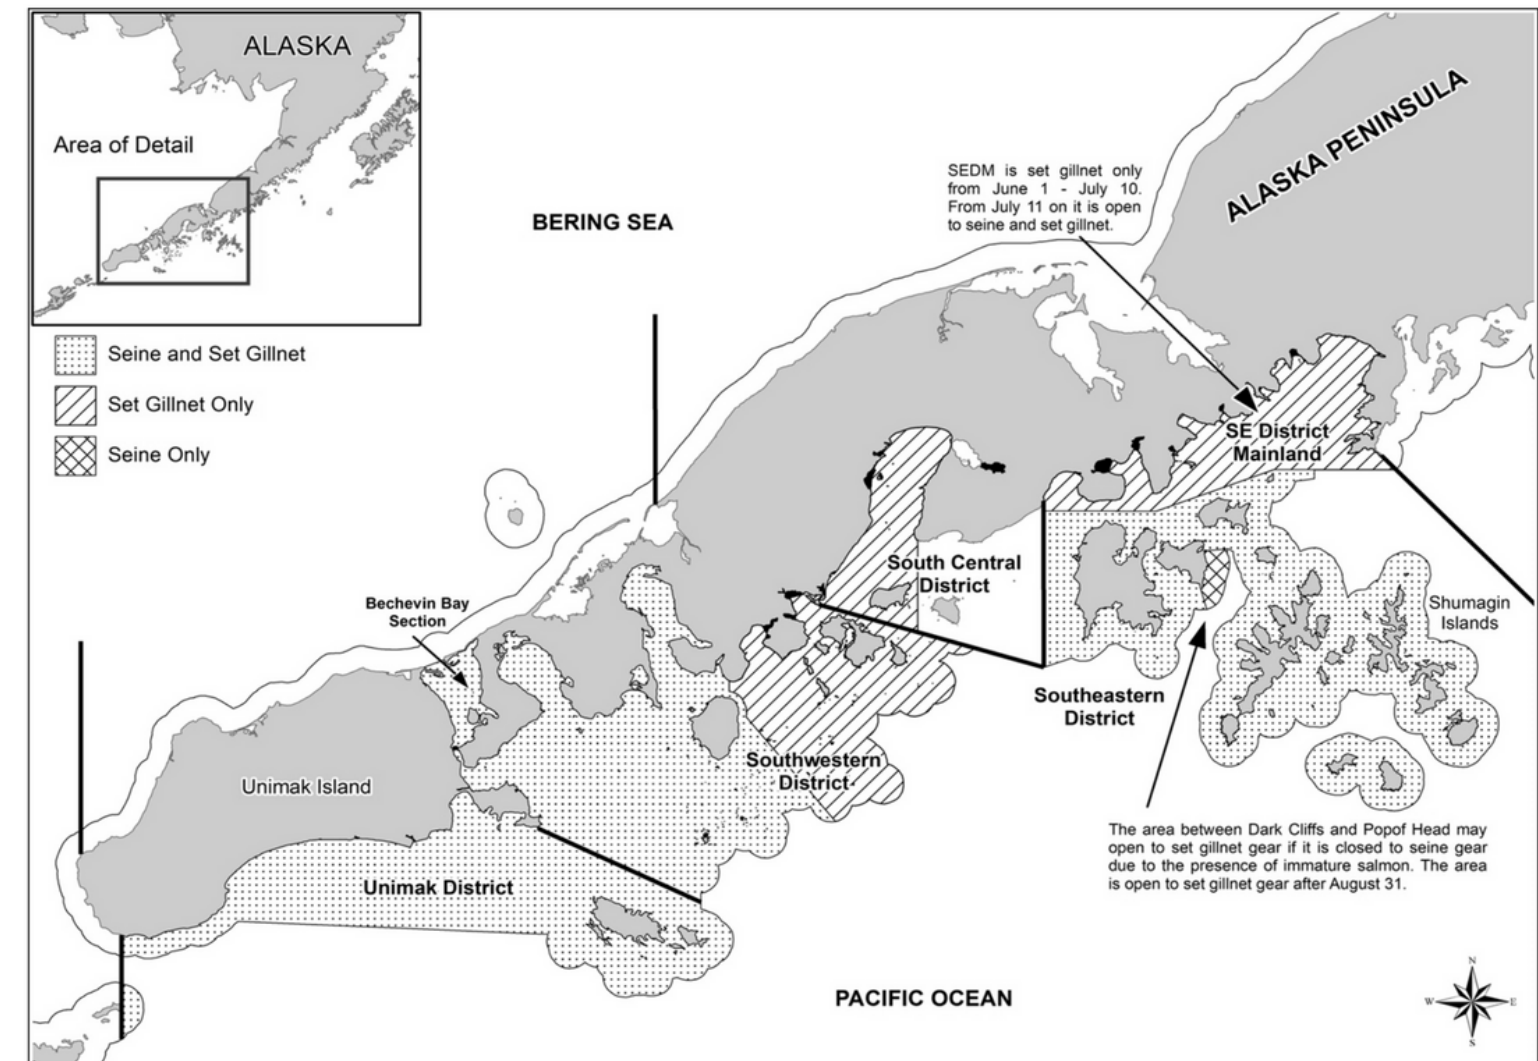 ALASKA
Area of Detail
Seine and Set Gillnet
Set Gillnet Only
Seine Only
BERING SEA
ALASKA PENINSULA
SEDM is set gillnet only
from June 1 - July 10.
From July 11 on it is open
to seine and set gillnet.
SE District
Mainland
South Central
District
Bechevin Bay
Section
Shumagin
Islands
Southeastern
District
Unimak Island
Southwestern
District
The area between Dark Cliffs and Popof Head may
open to set gillnet gear if it is closed to seine gear
due to the presence of immature salmon. The area
is open to set gillnet gear after August 31.
Unimak District
PACIFIC OCEAN
N
W
E
S